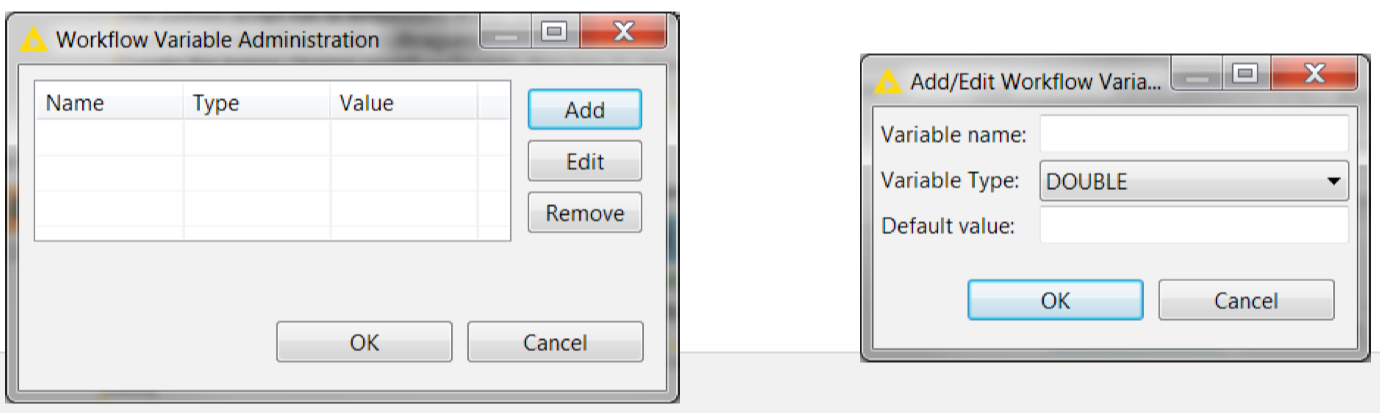 Workflow Variable Administration
Name Type Value
Add
Edit
Remove
OK Cancel
Add/Edit Workflow Varia...
Variable name:
Variable Type: DOUBLE
Default value:
OK Cancel